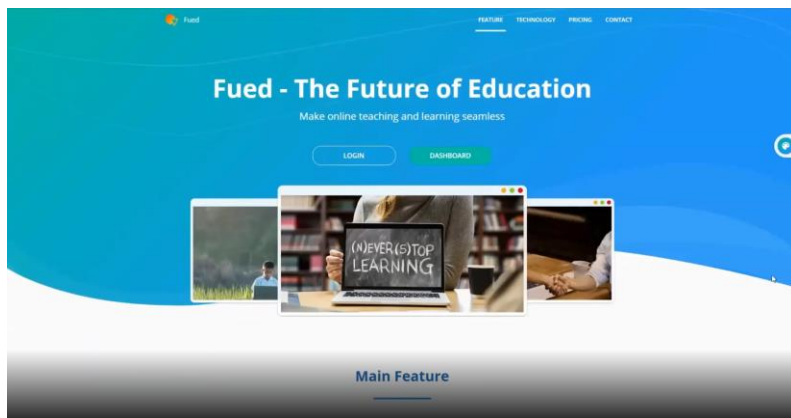 Fued
FEATURE TECHNOLOGY PRICING CONTACT
Fued - The Future of Education
Make online teaching and learning seamless
LOGIN DASHBOARD
(N)EVER (S)TOP
LEARNING
Main Feature